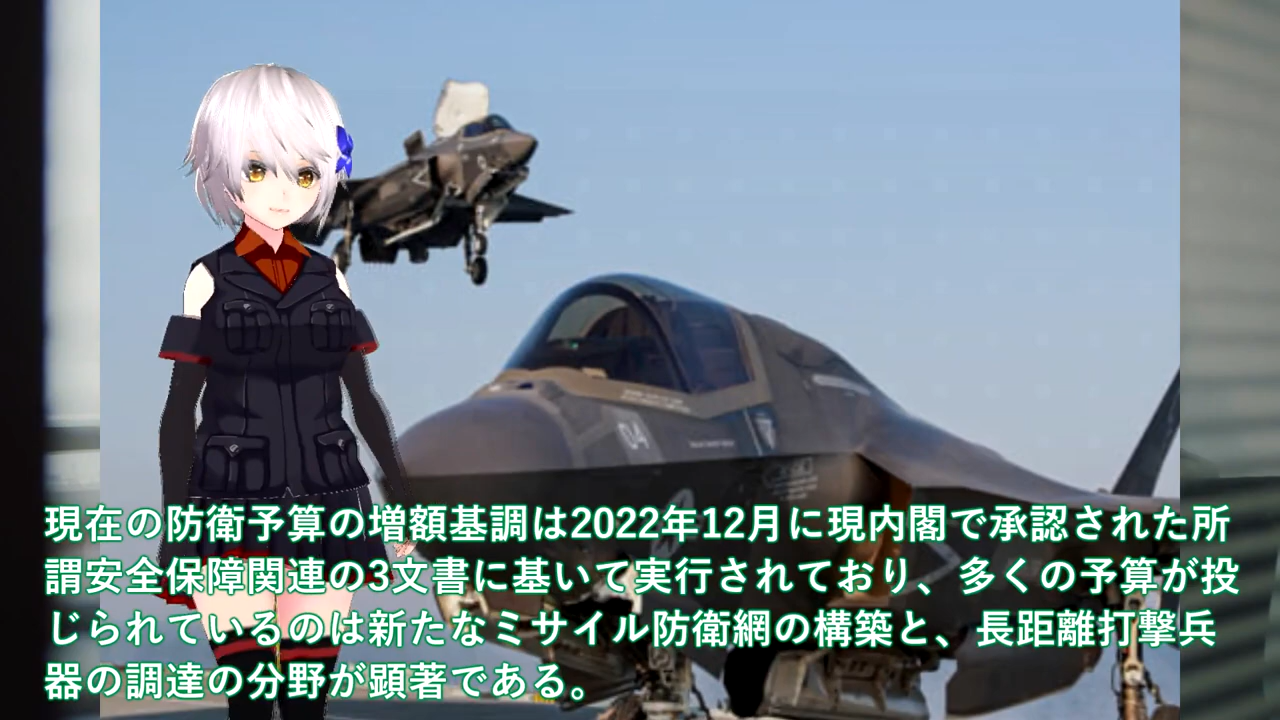 04
現在の防衛予算の増額基調は2022年12月に現内閣で承認された所
謂安全保障関連の3文書に基いて実行されており、多くの予算が投
じられているのは新たなミサイル防衛網の構築と、長距離打撃兵
器の調達の分野が顕著である。